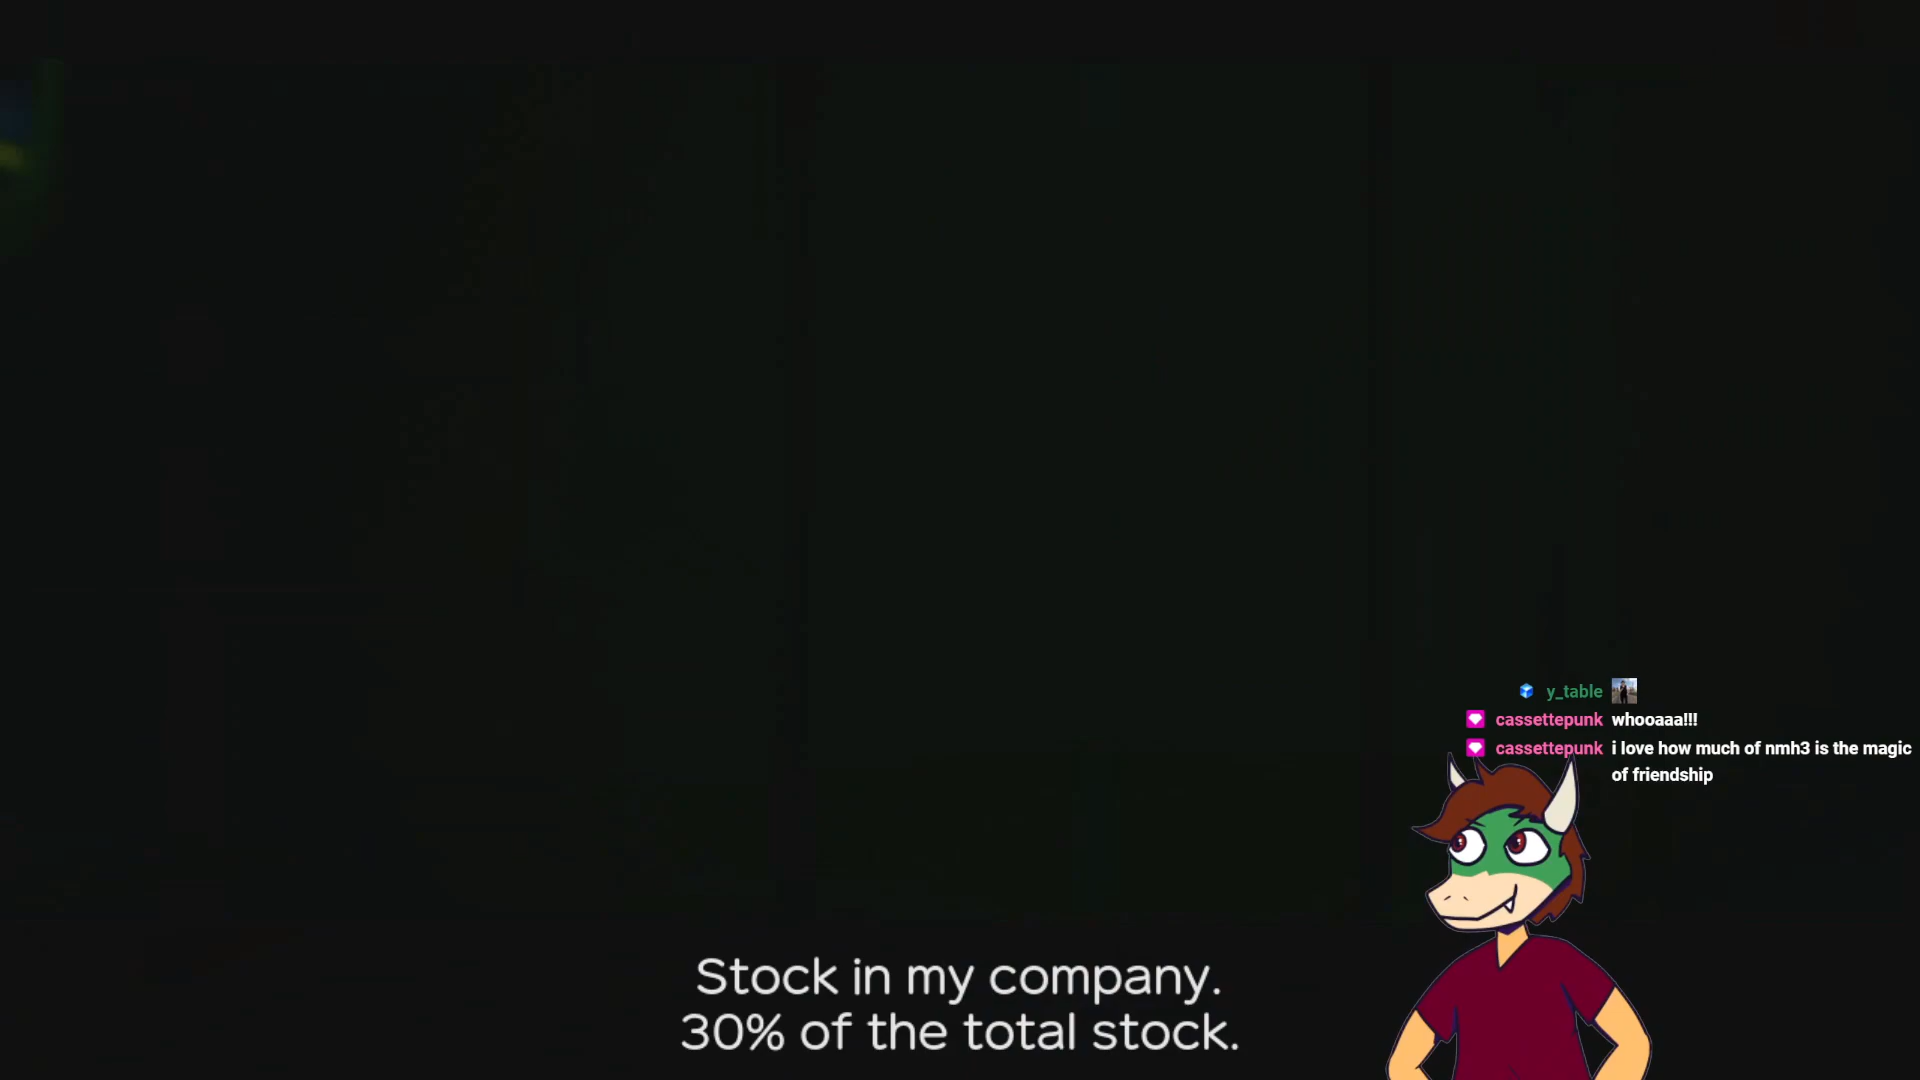 y_table
cassettepunk whooaaa!!!
cassettepunk i love how much of nmh3 is the magic
of friendship
Stock in my company.
30% of the total stock.